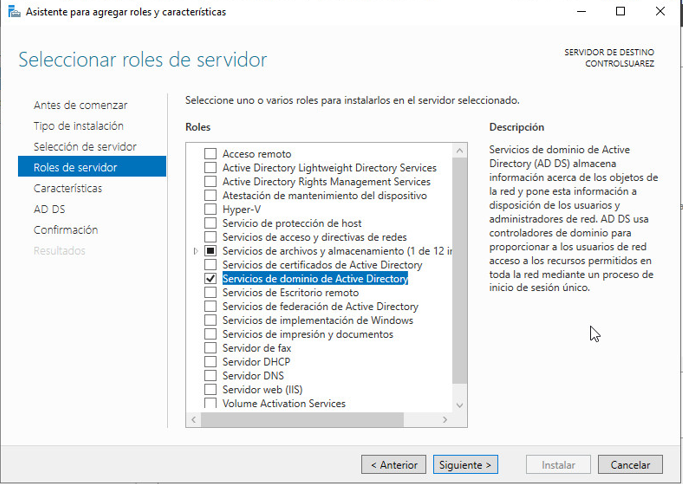 Asistente para agregar roles y características
Seleccionar roles de servidor
SERVIDOR DE DESTINO
CONTROLSUAREZ
Antes de comenzar
Tipo de instalación
Selección de servidor
Roles de servidor
Características
AD DS
Confirmación
Resultados
Seleccione uno o varios roles para instalarlos en el servidor seleccionado.
Roles
Acceso remoto
Active Directory Lightweight Directory Services
Active Directory Rights Management Services
Atestación de mantenimiento del dispositivo
Hyper-V
Servicio de protección de host
Servicios de acceso y directivas de redes
Servicios de archivos y almacenamiento (1 de 12 in
Servicios de certificados de Active Directory
Servicios de dominio de Active Directory
Servicios de Escritorio remoto
Servicios de federación de Active Directory
Servicios de implementación de Windows
Servicios de impresión y documentos
Servidor de fax
Servidor DHCP
Servidor DNS
Servidor web (IIS)
Volume Activation Services
Descripción
Servicios de dominio de Active
Directory (AD DS) almacena
información acerca de los objetos de
la red y pone esta información a
disposición de los usuarios y
administradores de red. AD DS usa
controladores de dominio para
proporcionar a los usuarios de red
acceso a los recursos permitidos en
toda la red mediante un proceso de
inicio de sesión único.
< Anterior
Siguiente >
Instalar
Cancelar